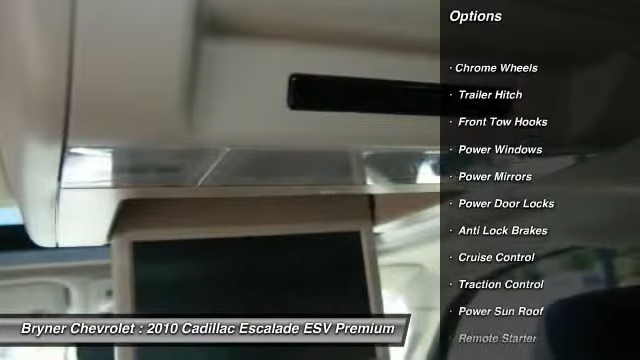 Options
· Chrome Wheels
· Trailer Hitch
· Front Tow Hooks
· Power Windows
· Power Mirrors
· Power Door Locks
· Anti Lock Brakes
· Cruise Control
· Traction Control
· Power Sun Roof
· Remote Starter
Bryner Chevrolet : 2010 Cadillac Escalade ESV Premium